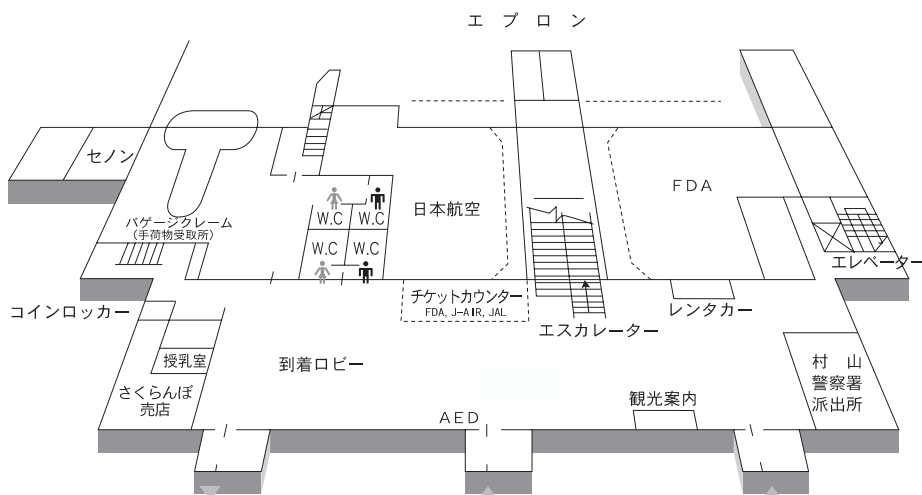 エプロン
セノン
FDA
W.C
W.C
日本航空
バゲージクレーム
(手荷物受取所)
W.C
W.C
エレベーター
コインロッカー
チケットカウンター
FDA, J-AIR, JAL
エスカレーター
レンタカー
授乳室
到着ロビー
村山
警察署
派出所
さくらんぼ
売店
観光案内
AED